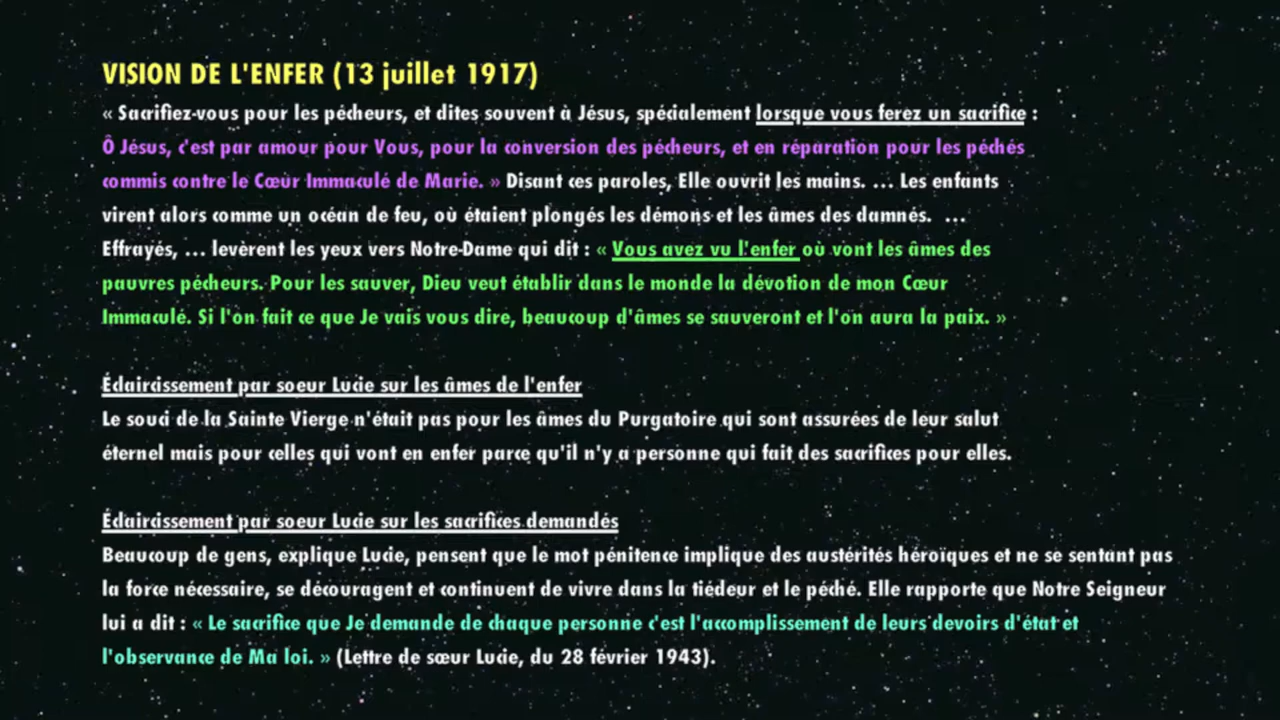 VISION DE L'ENFER (13 juillet 1917)
« Sacrifiez-vous pour les pécheurs, et dites souvent à Jésus, spécialement lorsque vous ferez un sacrifice :
Ô Jésus, c'est par amour pour Vous, pour la conversion des pécheurs, et en réparation pour les péchés
commis contre le Cœur Immaculé de Marie. » Disant ces paroles, Elle ouvrit les mains. ... Les enfants
virent alors comme un océan de feu, où étaient plongés les démons et les âmes des damnés. ...
Effrayés, ... levèrent les yeux vers Notre-Dame qui dit : « Vous avez vu l'enfer où vont les âmes des
pauvres pécheurs. Pour les sauver, Dieu veut établir dans le monde la dévotion de mon Cœur
Immaculé. Si l'on fait ce que Je vais vous dire, beaucoup d'âmes se sauveront et l'on aura la paix. »
Éclaircissement par soeur Lucie sur les âmes de l'enfer
Le souci de la Sainte Vierge n'était pas pour les âmes du Purgatoire qui sont assurées de leur salut
éternel mais pour celles qui vont en enfer parce qu'il n'y a personne qui fait des sacrifices pour elles.
Éclaircissement par soeur Lucie sur les sacrifices demandés
Beaucoup de gens, explique Lucie, pensent que le mot pénitence implique des austérités héroïques et ne se sentant pas
la force nécessaire, se découragent et continuent de vivre dans la tiédeur et le péché. Elle rapporte que Notre Seigneur
lui a dit : « Le sacrifice que Je demande de chaque personne c'est l'accomplissement de leurs devoirs d'état et
l'observance de Ma loi. » (Lettre de sœur Lucie, du 28 février 1943).